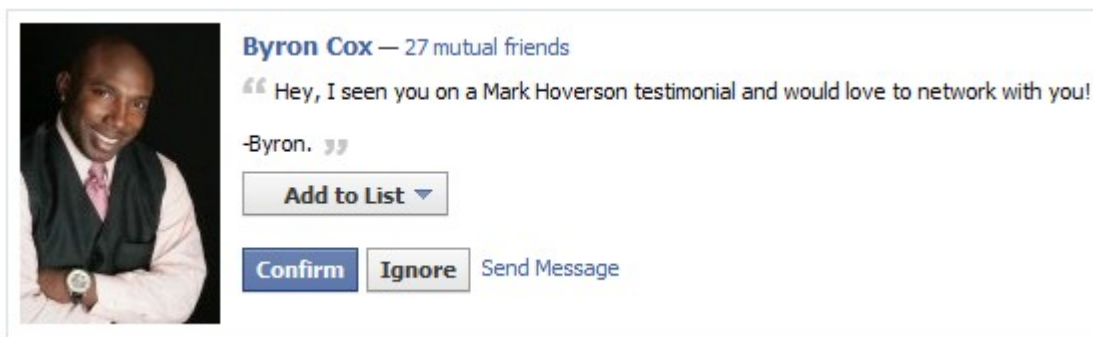 Byron Cox — 27 mutual friends
“ Hey, I seen you on a Mark Hoverson testimonial and would love to network with you!
-Byron. ”
Add to List
Confirm Ignore Send Message